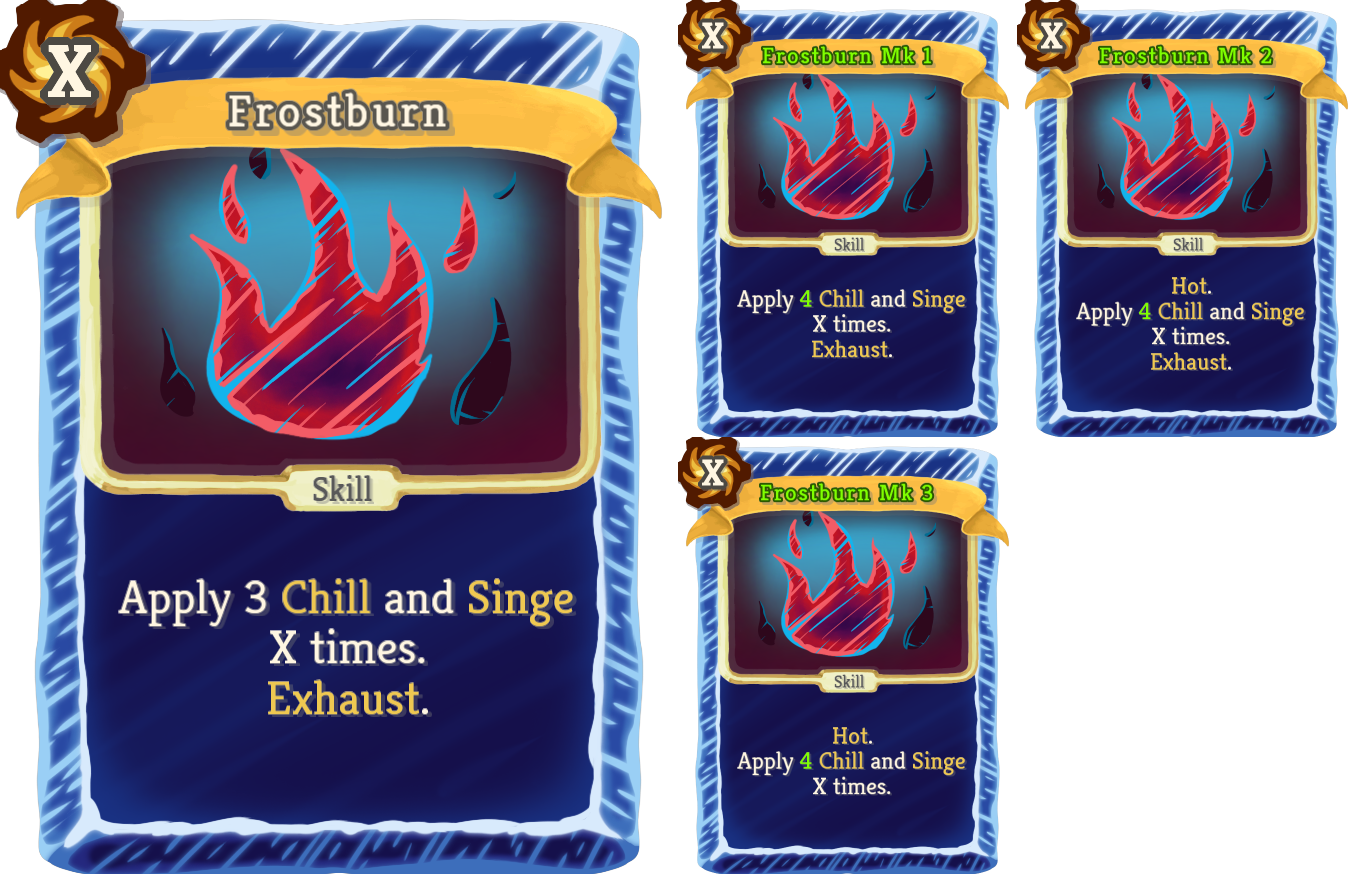 X
Frostburn
Skill
Apply 3 Chill and Singe
X times.
Exhaust.
X
Frostburn Mk 1
Skill
Apply 4 Chill and Singe
X times.
Exhaust.
X
Frostburn Mk 2
Skill
Hot.
Apply 4 Chill and Singe
X times.
Exhaust.
X
Frostburn Mk 3
Skill
Hot.
Apply 4 Chill and Singe
X times.